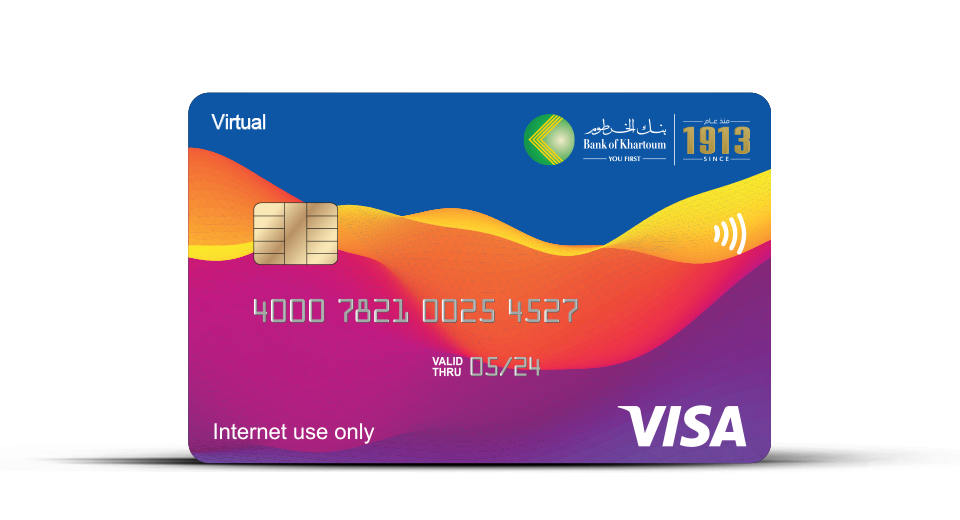 Virtual
بنك الخرطوم
Bank of Khartoum
YOU FIRST
منذ عام
1913
SINCE
4000 7821 0025 4527
VALID
THRU 05/24
Internet use only
VISA